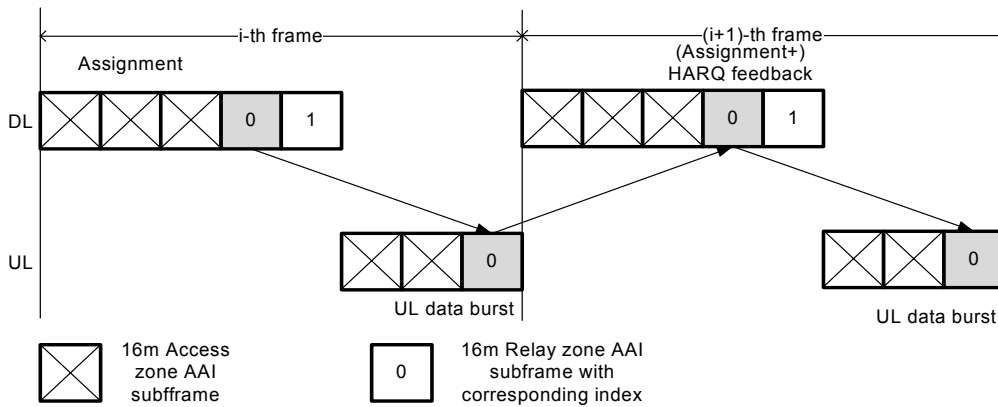 i-th frame
(i+1)-th frame
(Assignment+)
HARQ feedback
Assignment
DL
0
1
0
1
UL
0
0
UL data burst
UL data burst
16m Access
zone AAI
subfframe
0
16m Relay zone AAI
subframe with
corresponding index